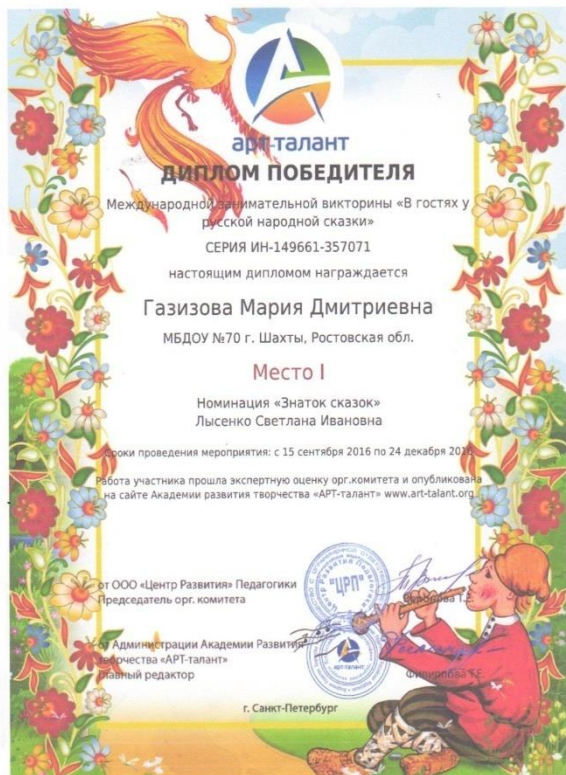 арт-талант
ДИПЛОМ ПОБЕДИТЕЛЯ
Международной занимательной викторины «В гостях у
русской народной сказки»
СЕРИЯ ИН-149661-357071
настоящим дипломом награждается
Газизова Мария Дмитриевна
МБДОУ №70 г. Шахты, Ростовская обл.
Место I
Номинация «Знаток сказок»
Лысенко Светлана Ивановна
Сроки проведения мероприятия: с 15 сентября 2016 по 24 декабря 2016
Работа участника прошла экспертную оценку орг.комитета и опубликована
на сайте Академии развития творчества «АРТ-талант» www.art-talant.org
от ООО «Центр Развития» Педагогики
Председатель орг. комитета
Т.Е.
"ЦРП"
от Администрации Академии Развития
творчества «АРТ-талант»
Главный редактор
арт-талант
г. Санкт-Петербург